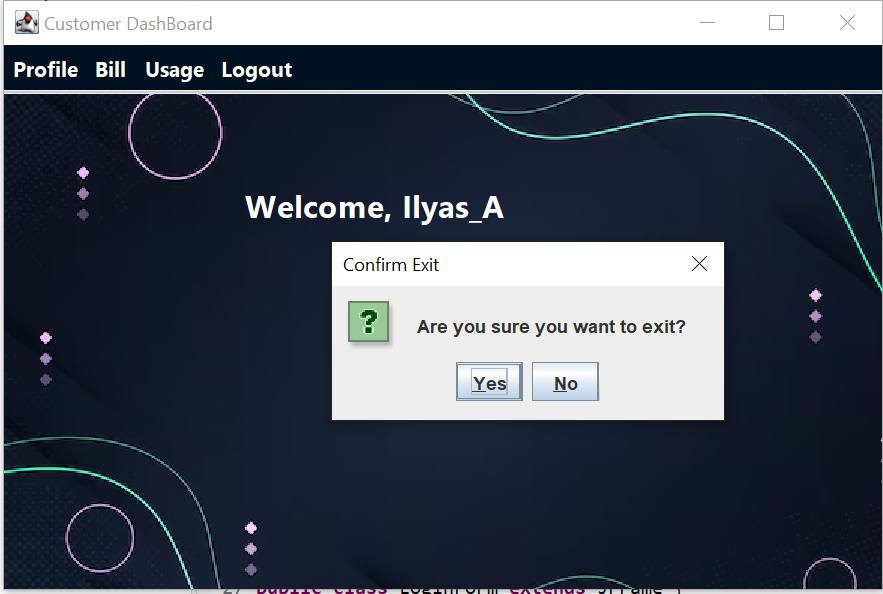 Customer DashBoard
Profile Bill Usage Logout
Welcome, Ilyas_A
Confirm Exit
?
Are you sure you want to exit?
Yes No
public class LoginForm extends JFrame {